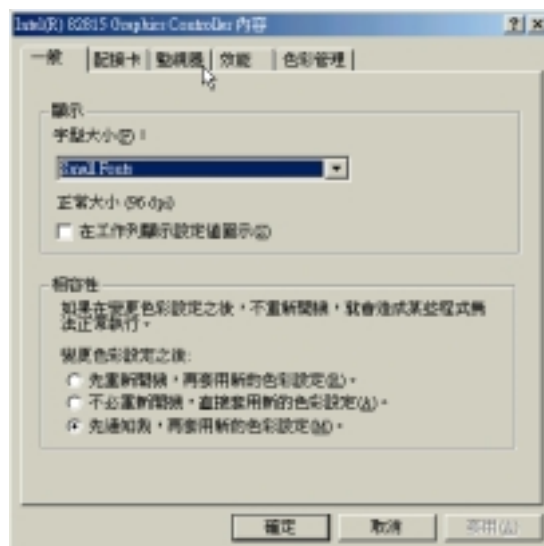 Intel(R) 82815 Graphics Controller 內容
一般 配接卡 監視器 效能 色彩管理
顯示
字型大小(F)：
Small Fonts
正常大小 (96 dpi)
在工作列顯示設定值圖示(S)
相容性
如果在變更色彩設定之後，不重新開機，就會造成某些程式無
法正常執行。
變更色彩設定之後:
先重新開機，再套用新的色彩設定(R)。
不必重新開機，直接套用新的色彩設定(A)。
先通知我，再套用新的色彩設定(M)。
確定 取消 套用(A)